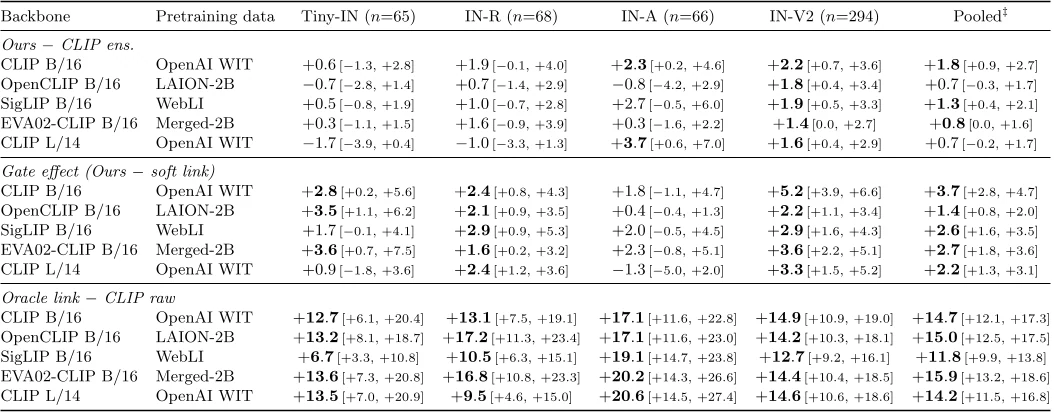 Backbone Pretraining data Tiny-IN (n=65) IN-R (n=68) IN-A (n=66) IN-V2 (n=294) Pooled‡
Ours − CLIP ens.
CLIP B/16 OpenAI WIT +0.6 [−1.3, +2.8] +1.9 [−0.1, +4.0] +2.3 [+0.2, +4.6] +2.2 [+0.7, +3.6] +1.8 [+0.9, +2.7]
OpenCLIP B/16 LAION-2B −0.7 [−2.8, +1.4] +0.7 [−1.4, +2.9] −0.8 [−4.2, +2.9] +1.8 [+0.4, +3.4] +0.7 [−0.3, +1.7]
SigLIP B/16 WebLI +0.5 [−0.8, +1.9] +1.0 [−0.7, +2.8] +2.7 [−0.5, +6.0] +1.9 [+0.5, +3.3] +1.3 [+0.4, +2.1]
EVA02-CLIP B/16 Merged-2B +0.3 [−1.1, +1.5] +1.6 [−0.9, +3.9] +0.3 [−1.6, +2.2] +1.4 [0.0, +2.7] +0.8 [0.0, +1.6]
CLIP L/14 OpenAI WIT −1.7 [−3.9, +0.4] −1.0 [−3.3, +1.3] +3.7 [+0.6, +7.0] +1.6 [+0.4, +2.9] +0.7 [−0.2, +1.7]
Gate effect (Ours − soft link)
CLIP B/16 OpenAI WIT +2.8 [+0.2, +5.6] +2.4 [+0.8, +4.3] +1.8 [−1.1, +4.7] +5.2 [+3.9, +6.6] +3.7 [+2.8, +4.7]
OpenCLIP B/16 LAION-2B +3.5 [+1.1, +6.2] +2.1 [+0.9, +3.5] +0.4 [−0.4, +1.3] +2.2 [+1.1, +3.4] +1.4 [+0.8, +2.0]
SigLIP B/16 WebLI +1.7 [−0.1, +4.1] +2.9 [+0.9, +5.3] +2.0 [−0.5, +4.5] +2.9 [+1.6, +4.3] +2.6 [+1.6, +3.5]
EVA02-CLIP B/16 Merged-2B +3.6 [+0.7, +7.5] +1.6 [+0.2, +3.2] +2.3 [−0.8, +5.1] +3.6 [+2.2, +5.1] +2.7 [+1.8, +3.6]
CLIP L/14 OpenAI WIT +0.9 [−1.8, +3.6] +2.4 [+1.2, +3.6] −1.3 [−5.0, +2.0] +3.3 [+1.5, +5.2] +2.2 [+1.3, +3.1]
Oracle link − CLIP raw
CLIP B/16 OpenAI WIT +12.7 [+6.1, +20.4] +13.1 [+7.5, +19.1] +17.1 [+11.6, +22.8] +14.9 [+10.9, +19.0] +14.7 [+12.1, +17.3]
OpenCLIP B/16 LAION-2B +13.2 [+8.1, +18.7] +17.2 [+11.3, +23.4] +17.1 [+11.6, +23.0] +14.2 [+10.3, +18.1] +15.0 [+12.5, +17.5]
SigLIP B/16 WebLI +6.7 [+3.3, +10.8] +10.5 [+6.3, +15.1] +19.1 [+14.7, +23.8] +12.7 [+9.2, +16.1] +11.8 [+9.9, +13.8]
EVA02-CLIP B/16 Merged-2B +13.6 [+7.3, +20.8] +16.8 [+10.8, +23.3] +20.2 [+14.3, +26.6] +14.4 [+10.4, +18.5] +15.9 [+13.2, +18.6]
CLIP L/14 OpenAI WIT +13.5 [+7.0, +20.9] +9.5 [+4.6, +15.0] +20.6 [+14.5, +27.4] +14.6 [+10.6, +18.6] +14.2 [+11.5, +16.8]